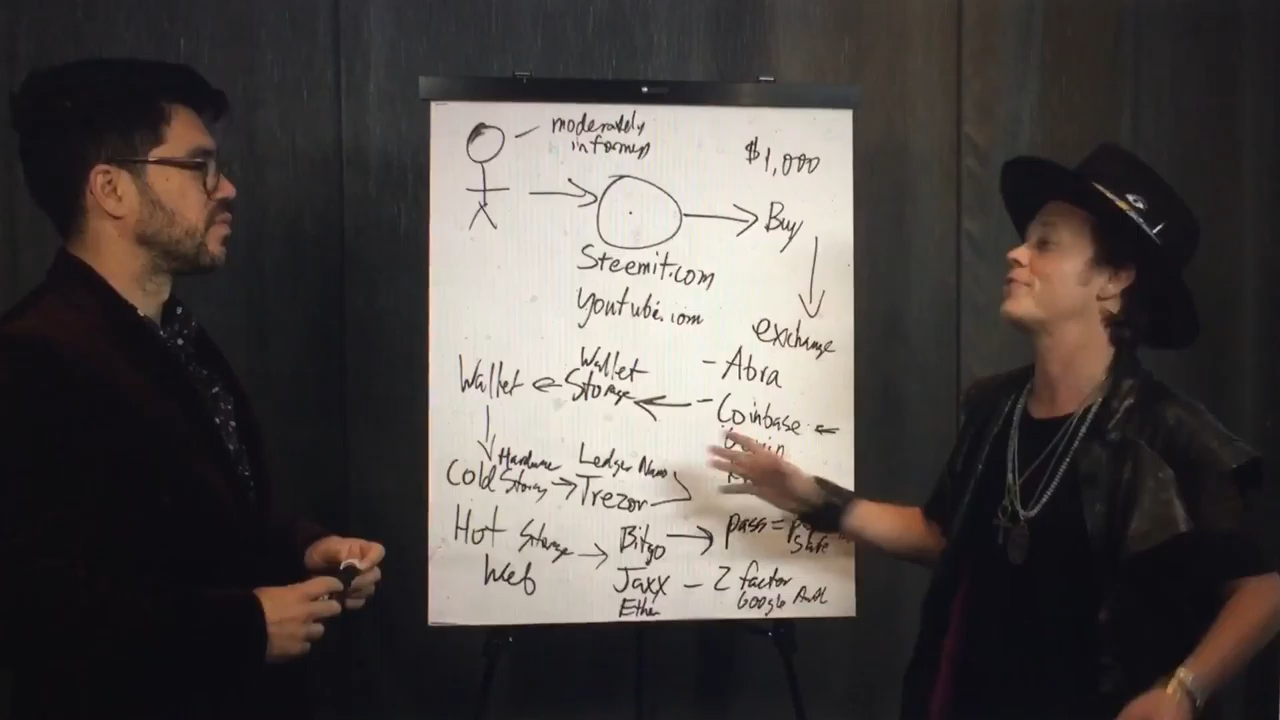 moderately
informed
$1,000
Buy
Steemit.com
youtube.com
exchange
- Abra
- Coinbase
Wallet
Storage
Wallet
Hardware
Cold Storage
Ledger Nano
Trezor
Hot Storage
Web
Bitgo
pass =
Safe
Jaxx - 2 factor
Google Auth
Ether